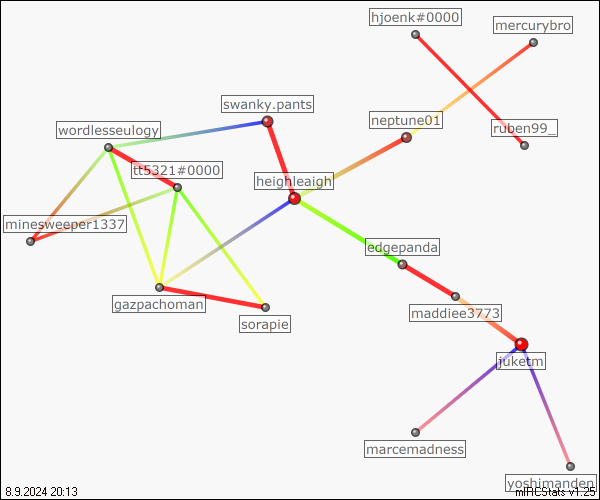 hjoenk#0000
mercurybro
swanky.pants
neptune01
wordlesseulogy
ruben99_
tt5321#0000
heighleaigh
minesweeper1337
edgepanda
gazpachoman
maddiee3773
sorapie
juketm
marcemadness
yoshimanden
8.9.2024 20:13
mIRCStats v1.25